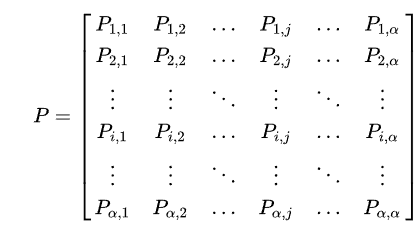 P_{1,1} P_{1,2} … P_{1,j} … P_{1,α}
P_{2,1} P_{2,2} … P_{2,j} … P_{2,α}
⋮ ⋮ ⋱ ⋮ ⋱ ⋮
P = P_{i,1} P_{i,2} … P_{i,j} … P_{i,α}
⋮ ⋮ ⋱ ⋮ ⋱ ⋮
P_{α,1} P_{α,2} … P_{α,j} … P_{α,α}